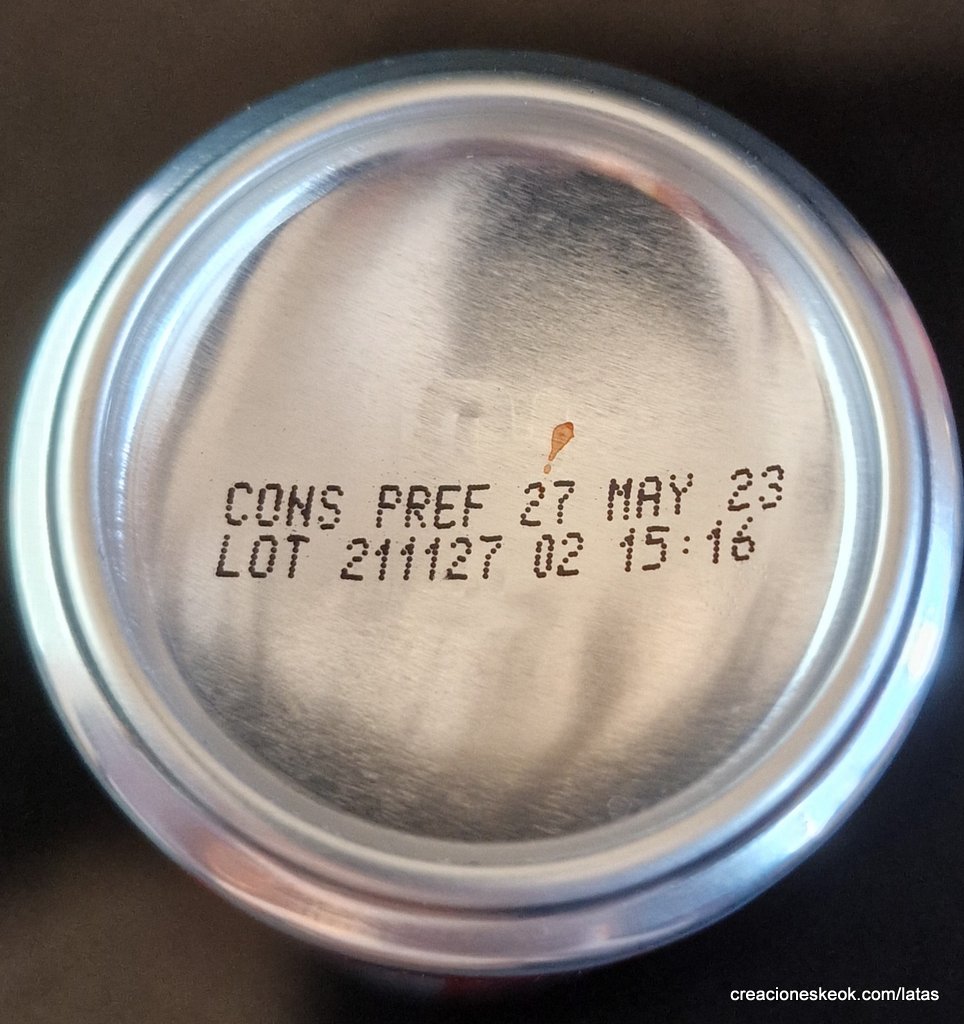 CONS PREF 27 MAY 23
LOT 211127 02 15:16
creacioneskeok.com/latas